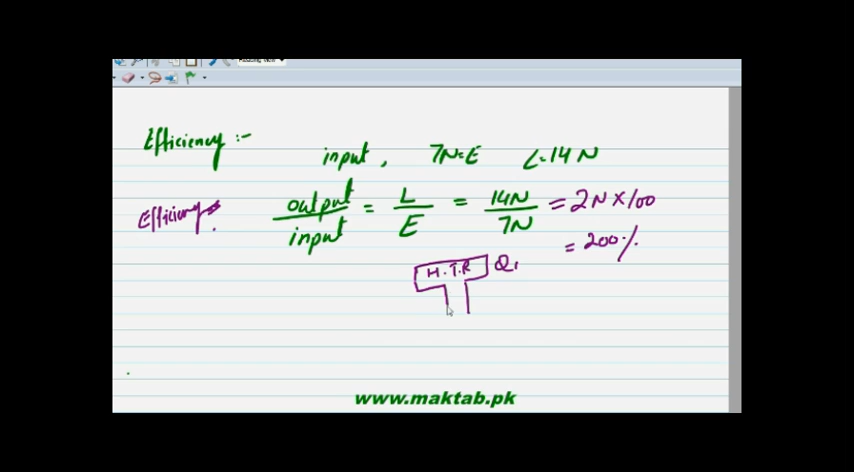 Efficiency :-
input, 7N=E L=14N
Efficiency = output/input = L/E = 14N/7N = 2N×100
= 200%
H.T.R Q1
www.maktab.pk